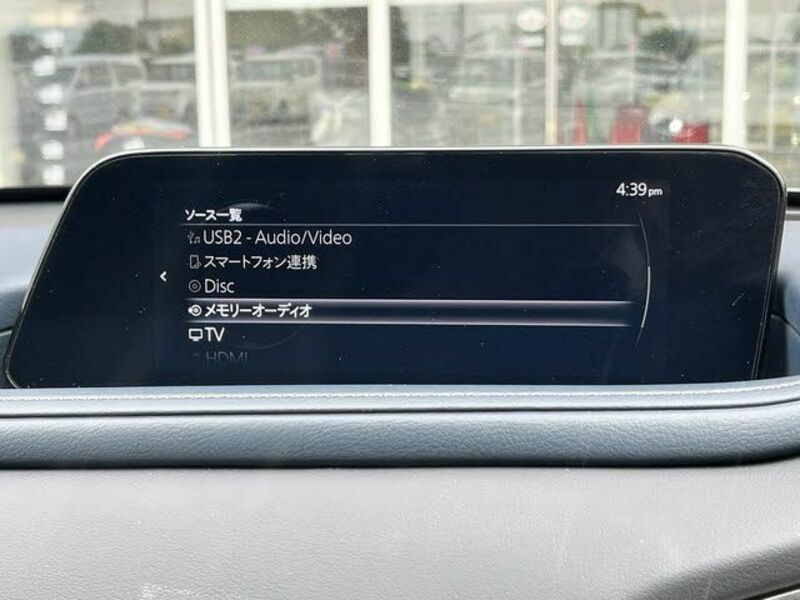 4:39pm
ソース一覧
USB2 - Audio/Video
スマートフォン連携
Disc
メモリーオーディオ
TV
HDMI